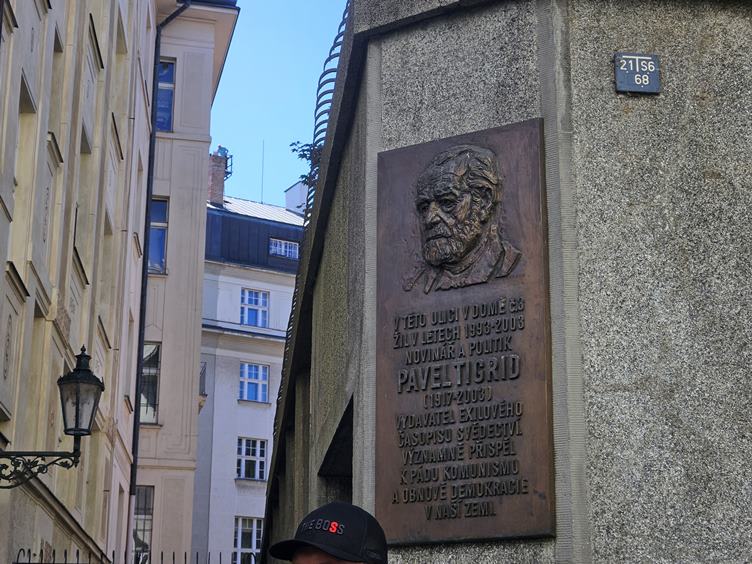 21 T S6
68
V TÉTO ULICI V DOMĚ Č.3
ŽIL V LETECH 1993-2003
NOVINÁŘ A POLITIK
PAVEL TIGRID
(1917-2003)
VYDAVATEL EXILOVÉHO
ČASOPISU SVĚDECTVÍ.
VÝZNAMNĚ PŘISPĚL
K PÁDU KOMUNISMU
A OBNOVĚ DEMOKRACIE
V NAŠÍ ZEMI.
THE BOSS